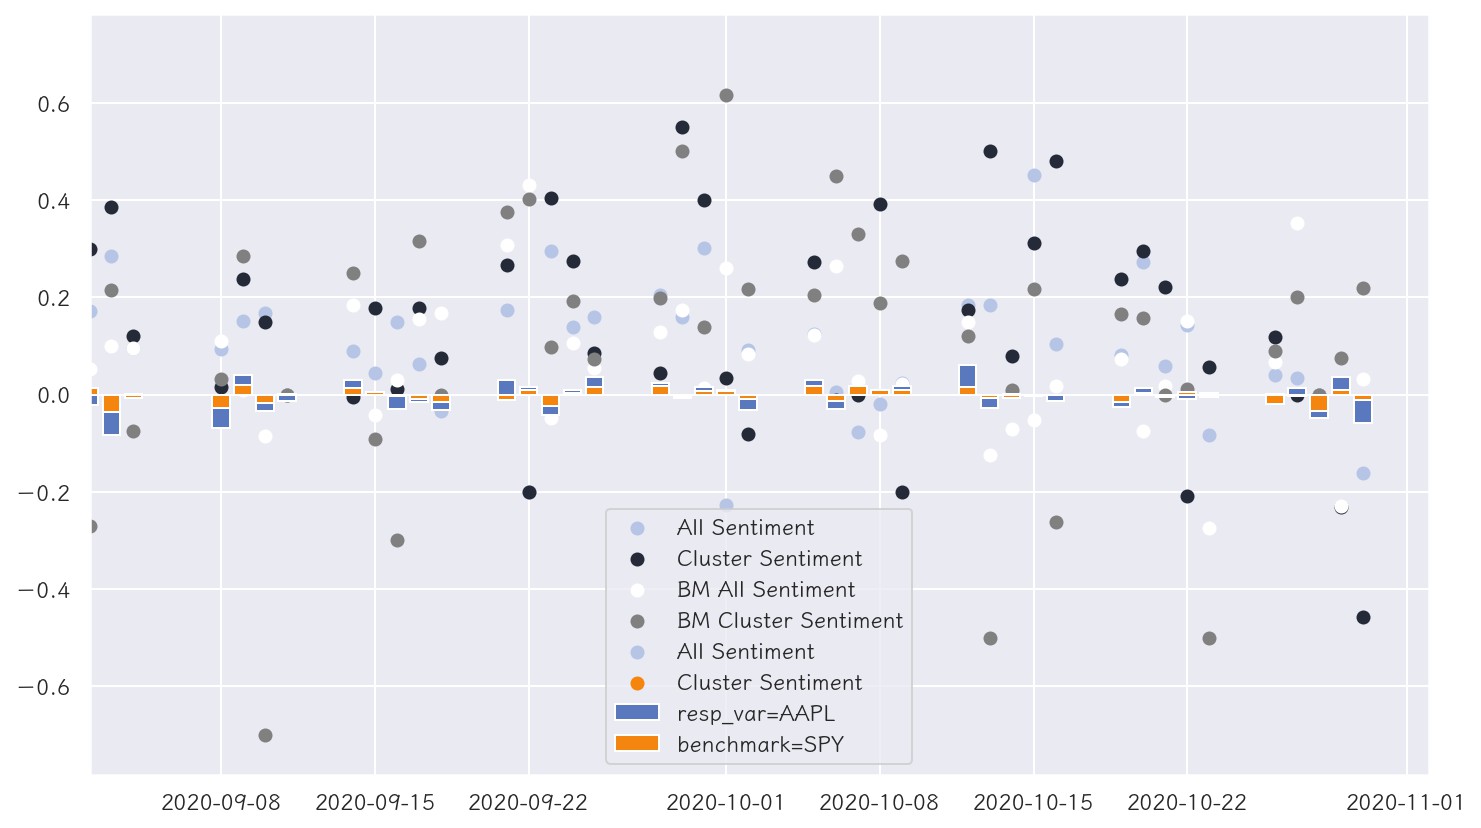 0.6
0.4
0.2
0.0
−0.2
−0.4
−0.6
All Sentiment
Cluster Sentiment
BM All Sentiment
BM Cluster Sentiment
All Sentiment
Cluster Sentiment
resp_var=AAPL
benchmark=SPY
2020-09-08 2020-09-15 2020-09-22 2020-10-01 2020-10-08 2020-10-15 2020-10-22 2020-11-01